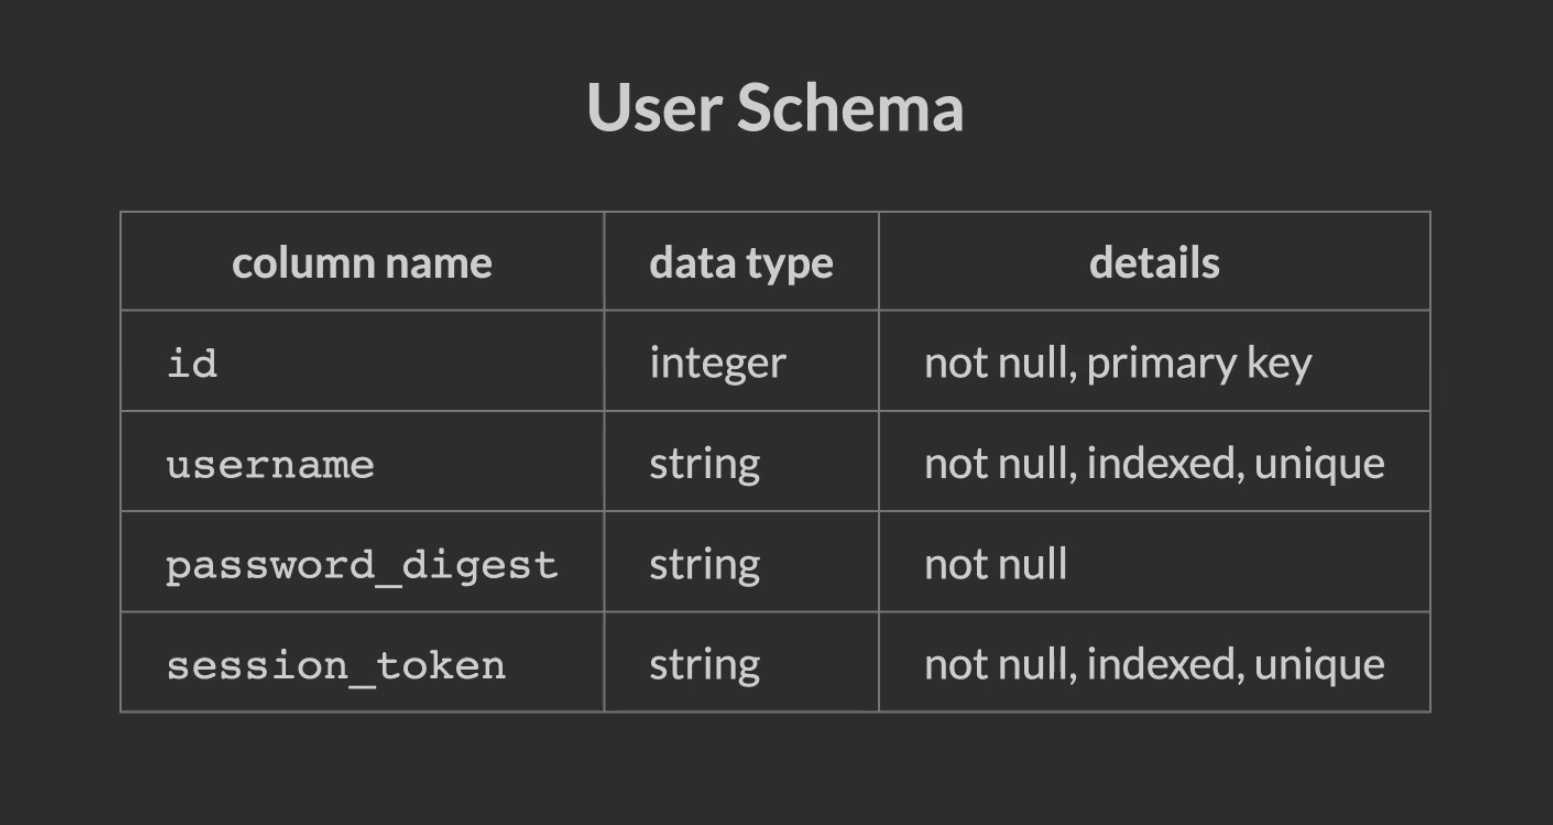 User Schema
column name data type details
id integer not null, primary key
username string not null, indexed, unique
password_digest string not null
session_token string not null, indexed, unique